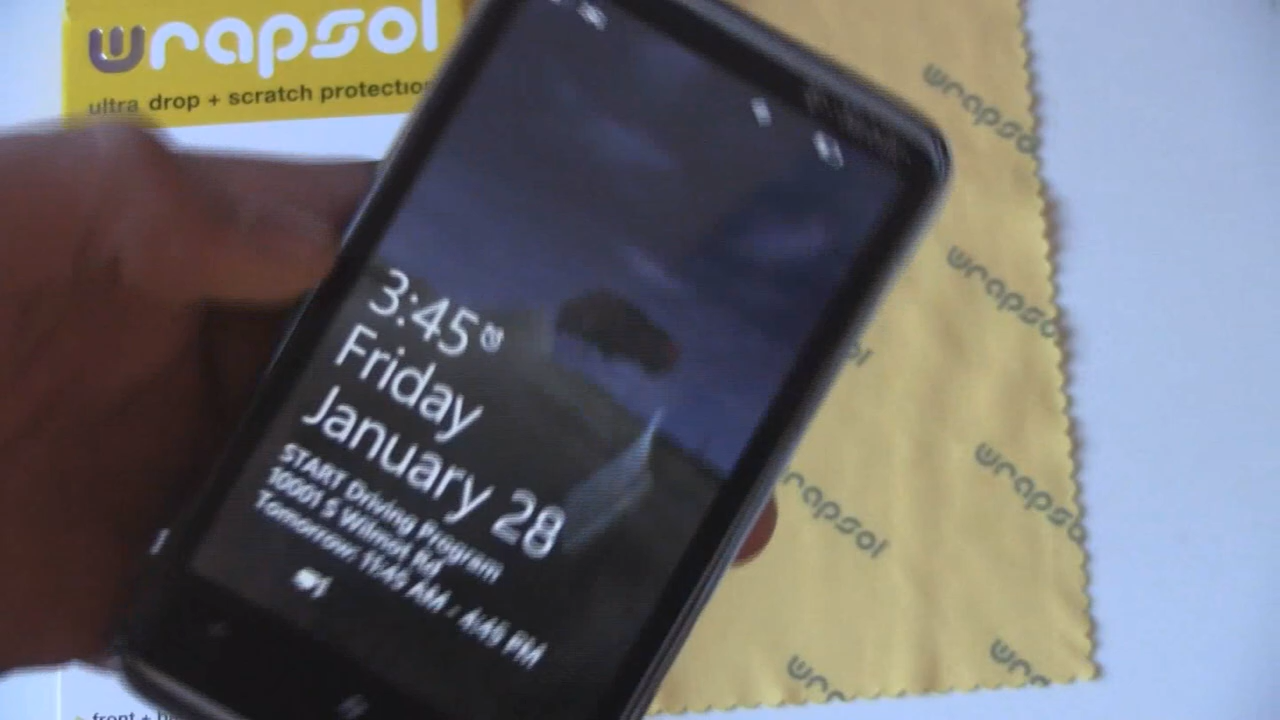 wrapsol
ultra drop + scratch protection
3:45
Friday
January 28
START Driving Program
10001 S Wilmot Rd
Tomorrow: 11:45 AM - 4:45 PM
wrapsol
wrapsol
wrapsol
wrapsol
front +